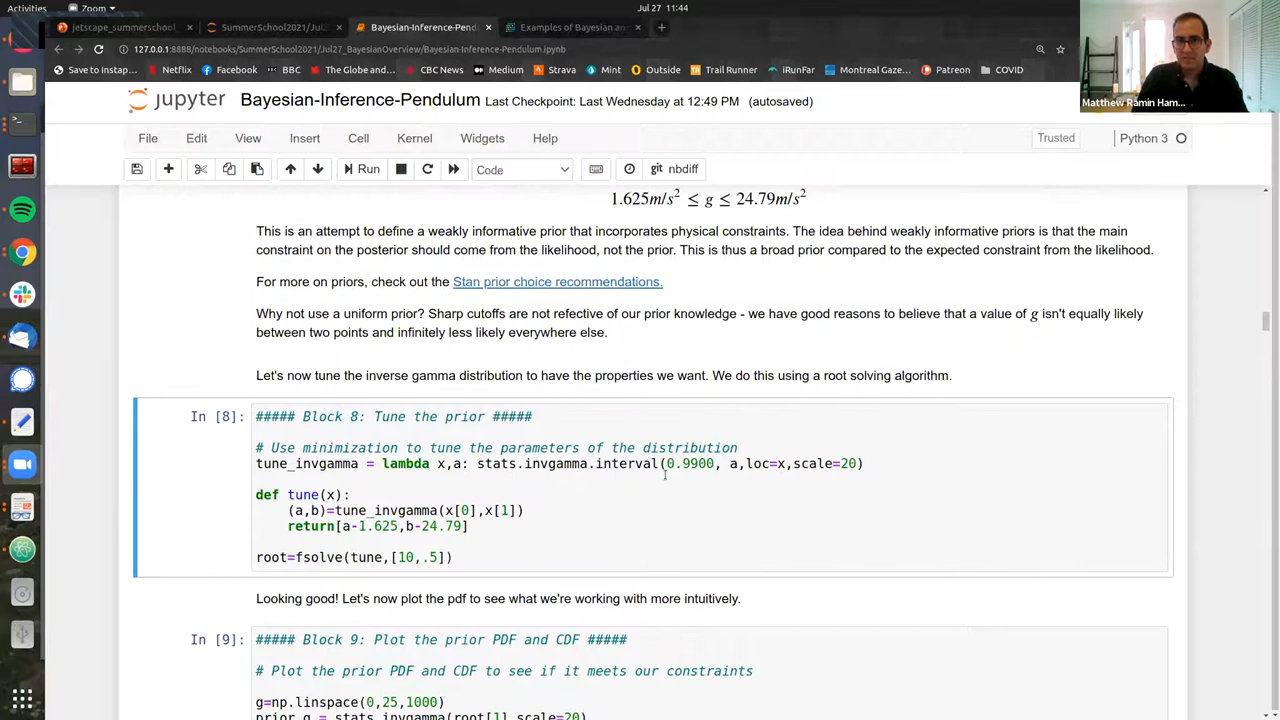 Activities
Zoom
Jul 27 11:44
jetscape_summerschool
SummerSchool2021/Jul27
Bayesian-Inference-Pendulum
Examples of Bayesian an
127.0.0.1:8888/notebooks/SummerSchool2021/Jul27_BayesianOverview/Bayesian-Inference-Pendulum.ipynb
Save to Instap... Netflix Facebook BBC The Globe and... CBC News Medium Strava Mint Outside Trail Runner iRunFar Montreal Gaze... Patreon COVID
Matthew Ramin Ham...
jupyter Bayesian-Inference-Pendulum Last Checkpoint: Last Wednesday at 12:49 PM (autosaved)
File Edit View Insert Cell Kernel Widgets Help
Trusted Python 3
Run Code git nbdiff
1.625m/s² ≤ g ≤ 24.79m/s²
This is an attempt to define a weakly informative prior that incorporates physical constraints. The idea behind weakly informative priors is that the main
constraint on the posterior should come from the likelihood, not the prior. This is thus a broad prior compared to the expected constraint from the likelihood.
For more on priors, check out the Stan prior choice recommendations.
Why not use a uniform prior? Sharp cutoffs are not refective of our prior knowledge - we have good reasons to believe that a value of g isn't equally likely
between two points and infinitely less likely everywhere else.
Let's now tune the inverse gamma distribution to have the properties we want. We do this using a root solving algorithm.
In [8]:
##### Block 8: Tune the prior #####
# Use minimization to tune the parameters of the distribution
tune_invgamma = lambda x,a: stats.invgamma.interval(0.9900, a,loc=x,scale=20)
def tune(x):
(a,b)=tune_invgamma(x[0],x[1])
return[a-1.625,b-24.79]
root=fsolve(tune,[10,.5])
Looking good! Let's now plot the pdf to see what we're working with more intuitively.
In [9]:
##### Block 9: Plot the prior PDF and CDF #####
# Plot the prior PDF and CDF to see if it meets our constraints
g=np.linspace(0,25,1000)
prior_g = stats.invgamma(root[1],scale=20)